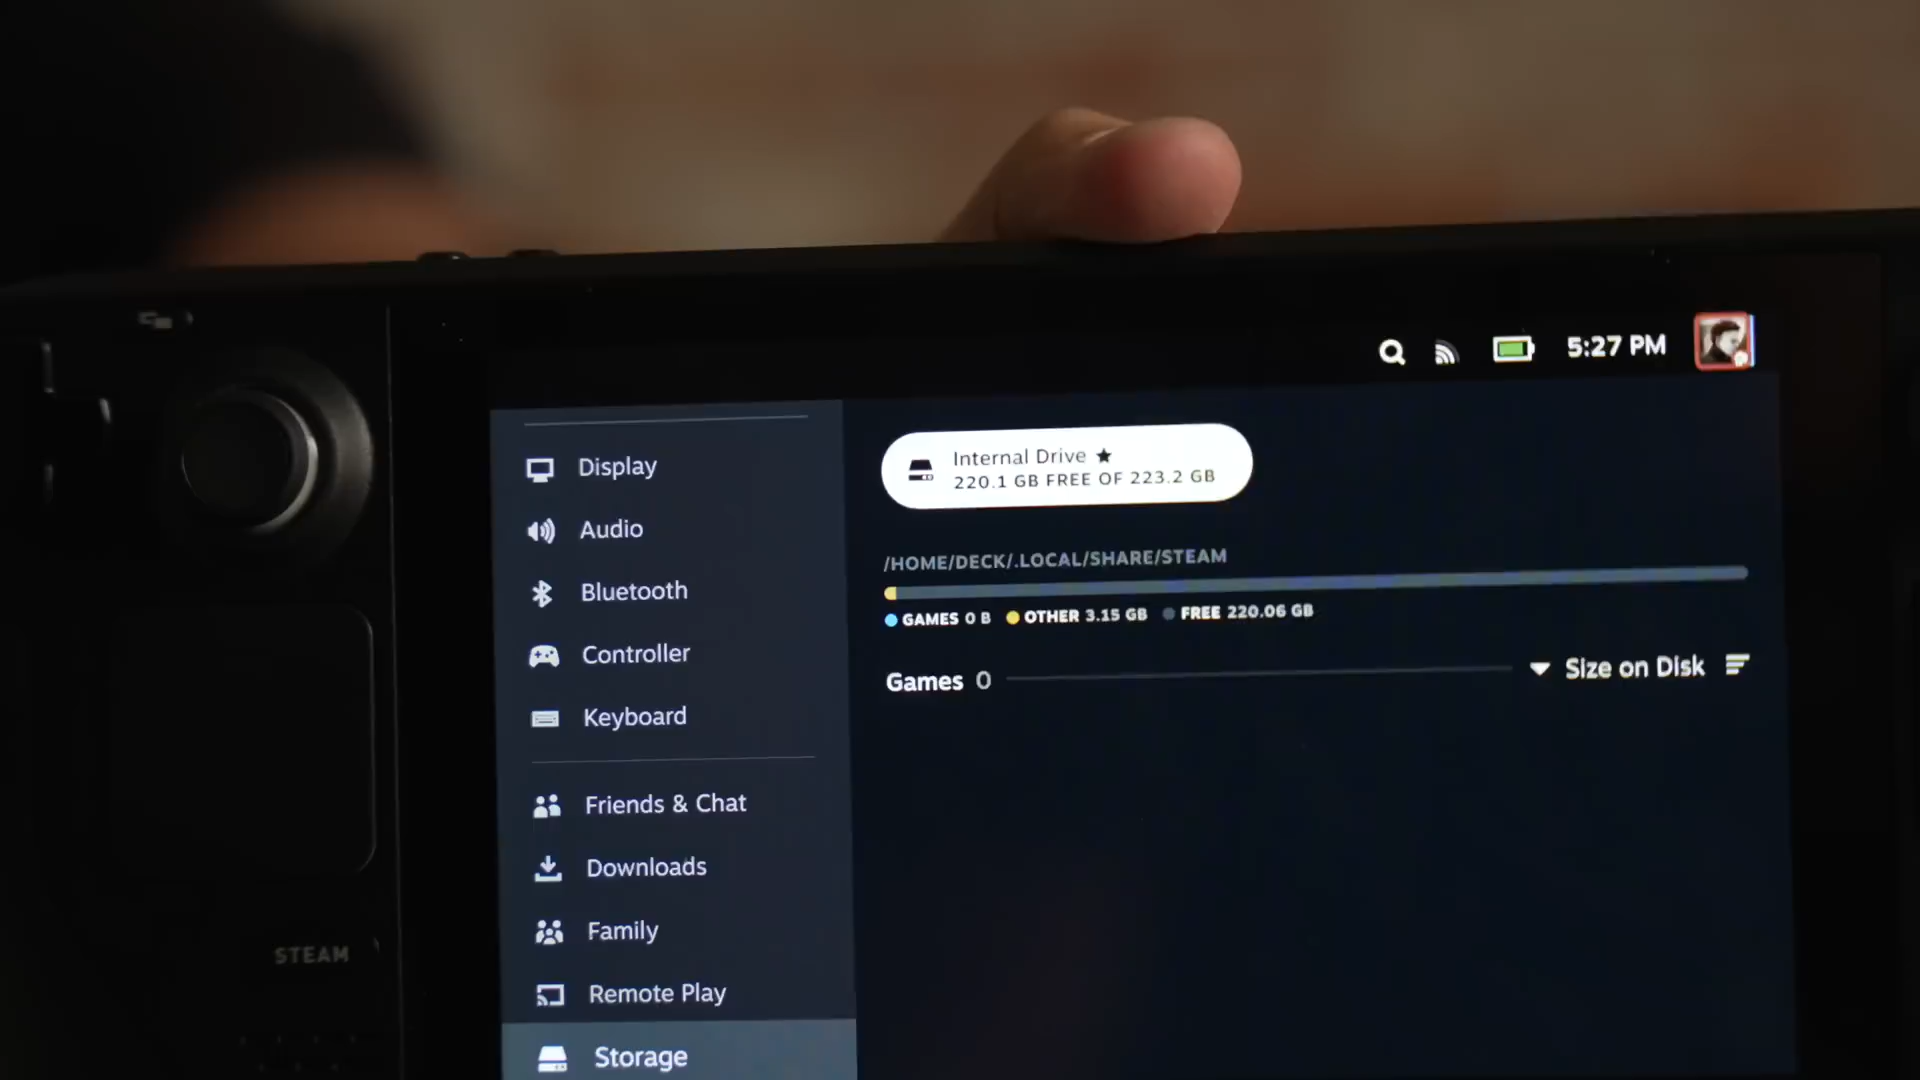 5:27 PM
Display
Audio
Bluetooth
Controller
Keyboard
Friends & Chat
Downloads
Family
Remote Play
Storage
Internal Drive ★
220.1 GB FREE OF 223.2 GB
/HOME/DECK/.LOCAL/SHARE/STEAM
GAMES 0 B OTHER 3.15 GB FREE 220.06 GB
Games 0 Size on Disk
STEAM